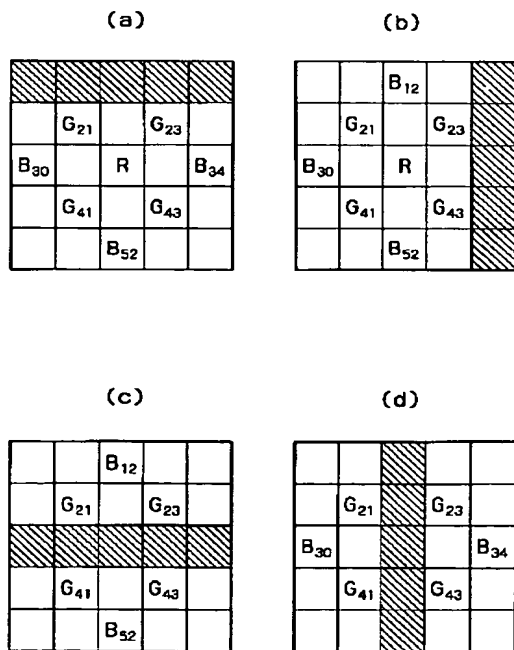 (a)
G21 G23
B30 R B34
G41 G43
B52
(b)
B12
G21 G23
B30 R
G41 G43
B52
(c)
B12
G21 G23
G41 G43
B52
(d)
G21 G23
B30 B34
G41 G43